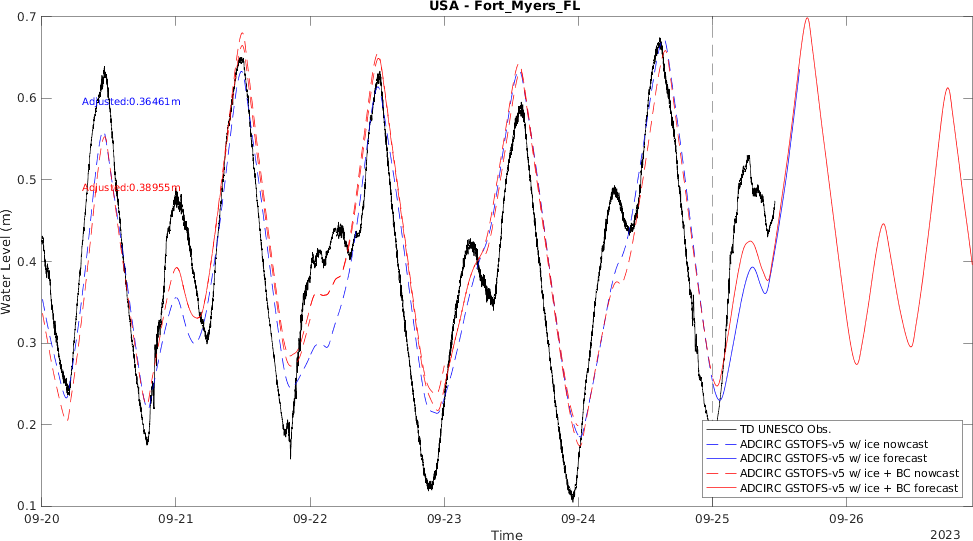 USA - Fort_Myers_FL
0.7
0.6
0.5
0.4
0.3
0.2
0.1
Water Level (m)
Adjusted:0.36461m
Adjusted:0.38955m
TD UNESCO Obs.
ADCIRC GSTOFS-v5 w/ ice nowcast
ADCIRC GSTOFS-v5 w/ ice forecast
ADCIRC GSTOFS-v5 w/ ice + BC nowcast
ADCIRC GSTOFS-v5 w/ ice + BC forecast
09-20 09-21 09-22 09-23 09-24 09-25 09-26
Time
2023